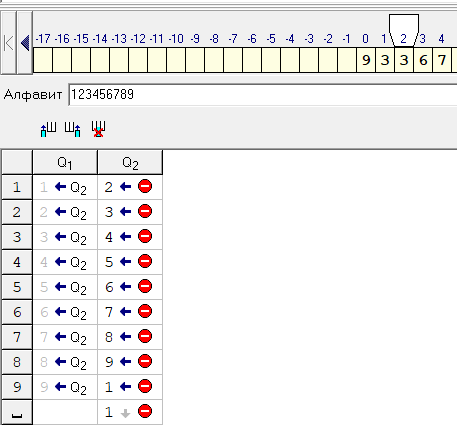 -17 -16 -15 -14 -13 -12 -11 -10 -9 -8 -7 -6 -5 -4 -3 -2 -1 0 1 2 3 4
9 3 3 6 7
Алфавит 123456789
Q1 Q2
1 1 ← Q2 2 ←
2 2 ← Q2 3 ←
3 3 ← Q2 4 ←
4 4 ← Q2 5 ←
5 5 ← Q2 6 ←
6 6 ← Q2 7 ←
7 7 ← Q2 8 ←
8 8 ← Q2 9 ←
9 9 ← Q2 1 ←
⎵ 1 ↓